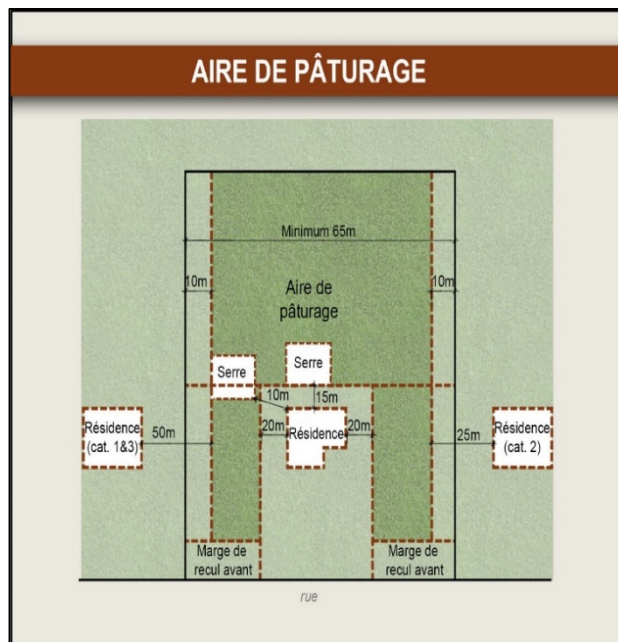 AIRE DE PÂTURAGE
Minimum 65m
10m
10m
Aire de
pâturage
Serre
Serre
10m
15m
Résidence
(cat. 1&3)
50m
20m
Résidence
20m
25m
Résidence
(cat. 2)
Marge de
recul avant
Marge de
recul avant
rue